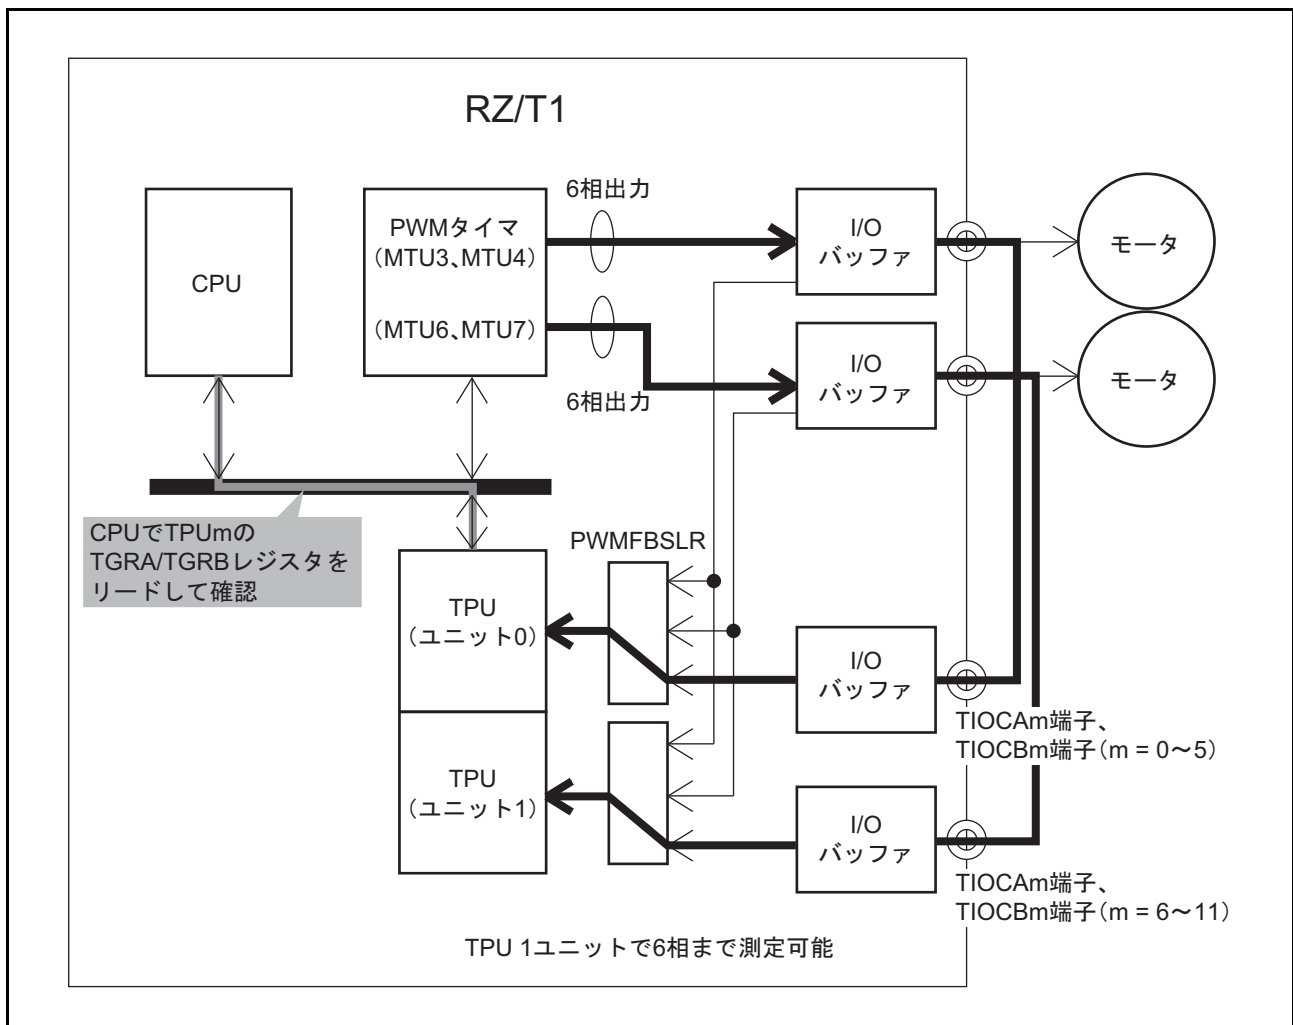 RZ/T1
CPU
PWMタイマ
（MTU3、MTU4）
（MTU6、MTU7）
6相出力
6相出力
I/O
バッファ
I/O
バッファ
モータ
モータ
CPUでTPUmの
TGRA/TGRBレジスタを
リードして確認
PWMFBSLR
TPU
（ユニット0）
TPU
（ユニット1）
I/O
バッファ
TIOCAm端子、
TIOCBm端子（m = 0～5）
I/O
バッファ
TIOCAm端子、
TIOCBm端子（m = 6～11）
TPU 1ユニットで6相まで測定可能